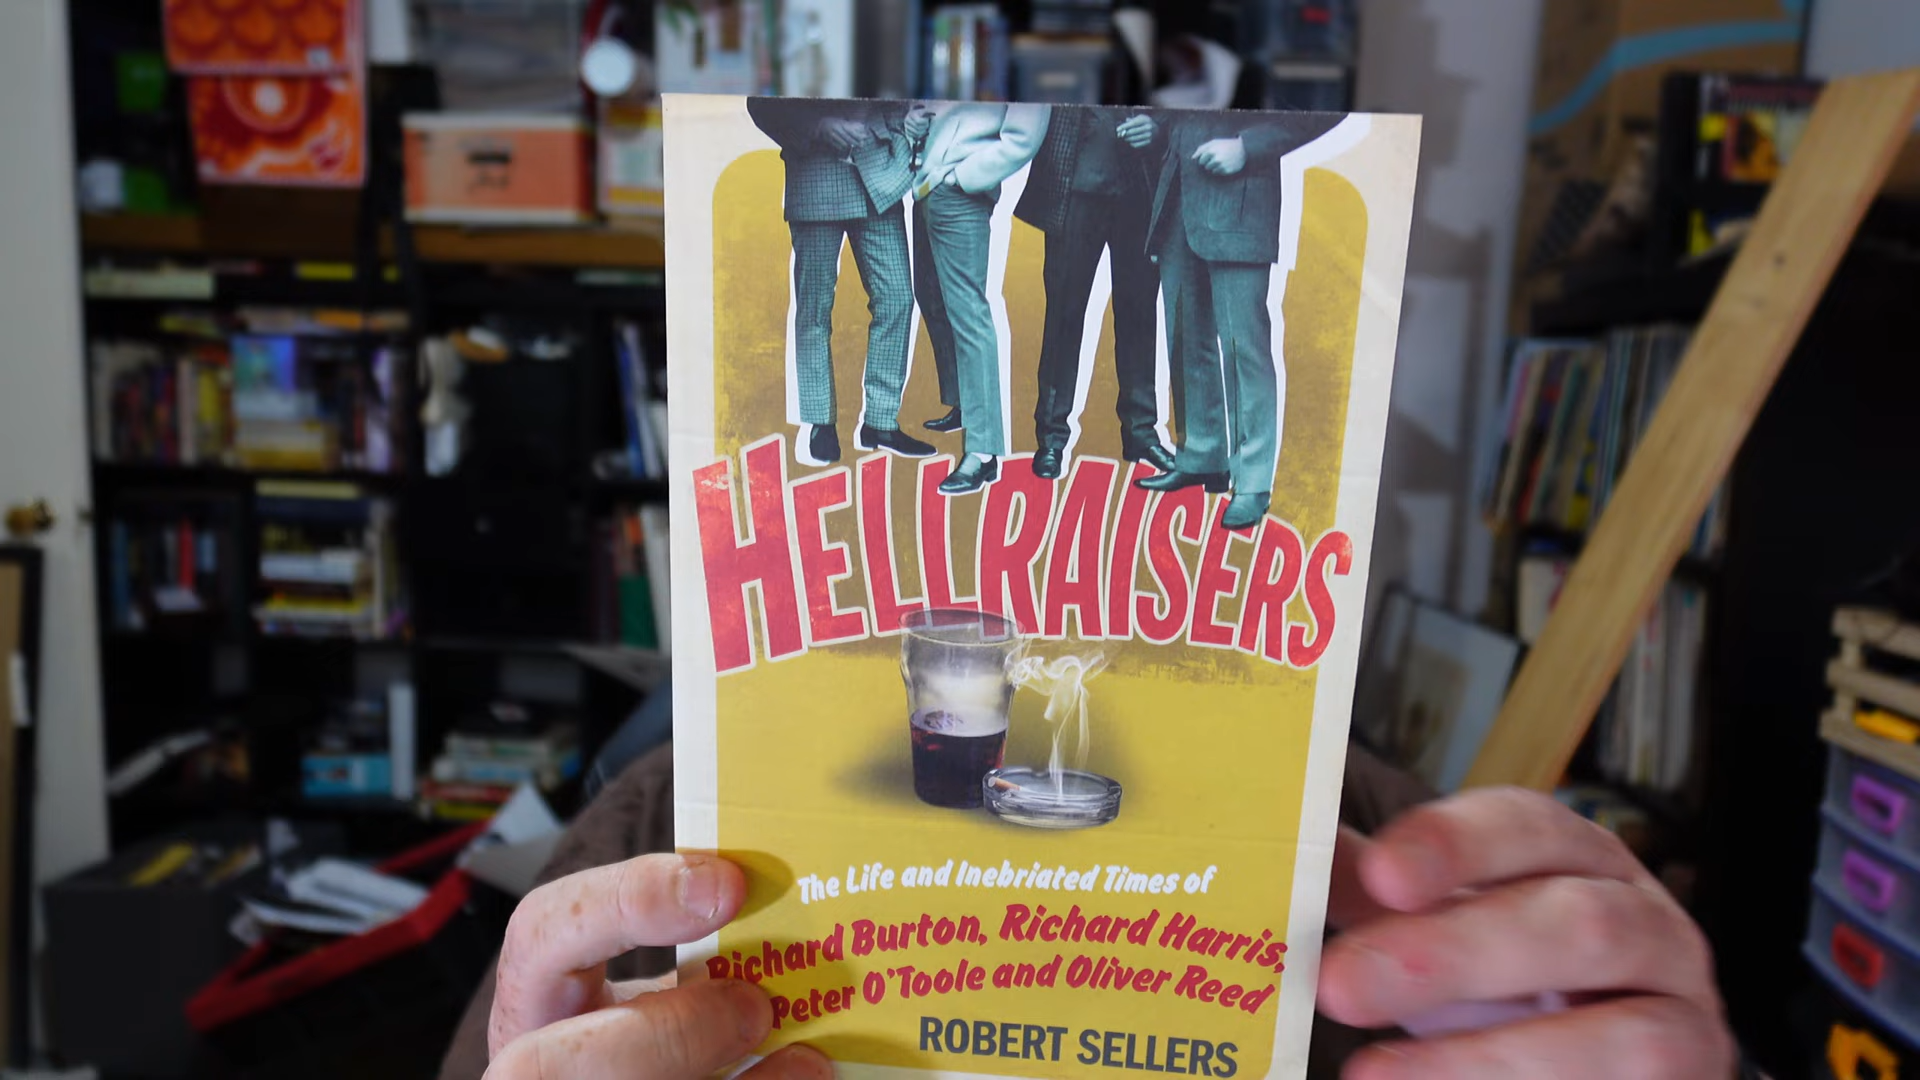 HELLRAISERS
The Life and Inebriated Times of
Richard Burton, Richard Harris,
Peter O'Toole and Oliver Reed
ROBERT SELLERS